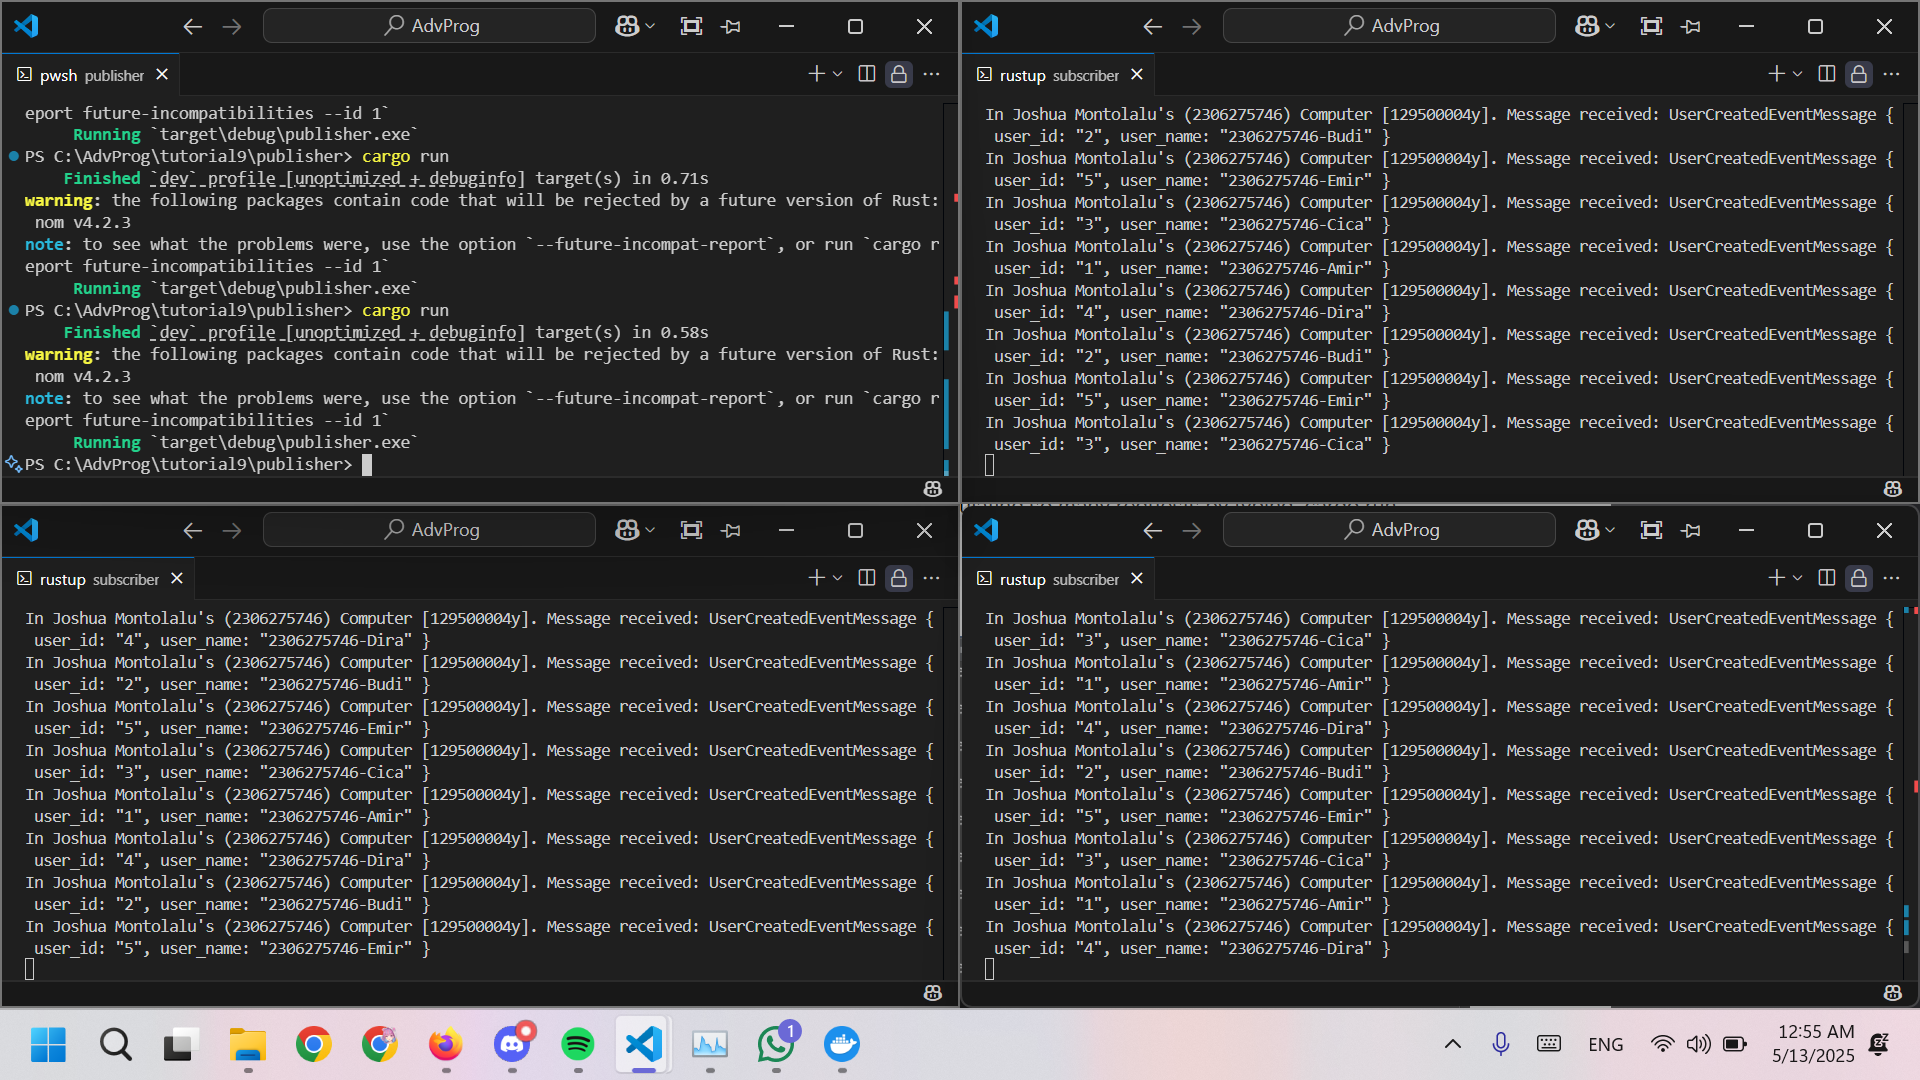 AdvProg
pwsh publisher
eport future-incompatibilities --id 1`
Running `target\debug\publisher.exe`
PS C:\AdvProg\tutorial9\publisher> cargo run
Finished `dev` profile [unoptimized + debuginfo] target(s) in 0.71s
warning: the following packages contain code that will be rejected by a future version of Rust:
nom v4.2.3
note: to see what the problems were, use the option `--future-incompat-report`, or run `cargo r
eport future-incompatibilities --id 1`
Running `target\debug\publisher.exe`
PS C:\AdvProg\tutorial9\publisher> cargo run
Finished `dev` profile [unoptimized + debuginfo] target(s) in 0.58s
warning: the following packages contain code that will be rejected by a future version of Rust:
nom v4.2.3
note: to see what the problems were, use the option `--future-incompat-report`, or run `cargo r
eport future-incompatibilities --id 1`
Running `target\debug\publisher.exe`
PS C:\AdvProg\tutorial9\publisher>
AdvProg
rustup subscriber
In Joshua Montolalu's (2306275746) Computer [129500004y]. Message received: UserCreatedEventMessage {
user_id: "2", user_name: "2306275746-Budi" }
In Joshua Montolalu's (2306275746) Computer [129500004y]. Message received: UserCreatedEventMessage {
user_id: "5", user_name: "2306275746-Emir" }
In Joshua Montolalu's (2306275746) Computer [129500004y]. Message received: UserCreatedEventMessage {
user_id: "3", user_name: "2306275746-Cica" }
In Joshua Montolalu's (2306275746) Computer [129500004y]. Message received: UserCreatedEventMessage {
user_id: "1", user_name: "2306275746-Amir" }
In Joshua Montolalu's (2306275746) Computer [129500004y]. Message received: UserCreatedEventMessage {
user_id: "4", user_name: "2306275746-Dira" }
In Joshua Montolalu's (2306275746) Computer [129500004y]. Message received: UserCreatedEventMessage {
user_id: "2", user_name: "2306275746-Budi" }
In Joshua Montolalu's (2306275746) Computer [129500004y]. Message received: UserCreatedEventMessage {
user_id: "5", user_name: "2306275746-Emir" }
In Joshua Montolalu's (2306275746) Computer [129500004y]. Message received: UserCreatedEventMessage {
user_id: "3", user_name: "2306275746-Cica" }
AdvProg
rustup subscriber
In Joshua Montolalu's (2306275746) Computer [129500004y]. Message received: UserCreatedEventMessage {
user_id: "4", user_name: "2306275746-Dira" }
In Joshua Montolalu's (2306275746) Computer [129500004y]. Message received: UserCreatedEventMessage {
user_id: "2", user_name: "2306275746-Budi" }
In Joshua Montolalu's (2306275746) Computer [129500004y]. Message received: UserCreatedEventMessage {
user_id: "5", user_name: "2306275746-Emir" }
In Joshua Montolalu's (2306275746) Computer [129500004y]. Message received: UserCreatedEventMessage {
user_id: "3", user_name: "2306275746-Cica" }
In Joshua Montolalu's (2306275746) Computer [129500004y]. Message received: UserCreatedEventMessage {
user_id: "1", user_name: "2306275746-Amir" }
In Joshua Montolalu's (2306275746) Computer [129500004y]. Message received: UserCreatedEventMessage {
user_id: "4", user_name: "2306275746-Dira" }
In Joshua Montolalu's (2306275746) Computer [129500004y]. Message received: UserCreatedEventMessage {
user_id: "2", user_name: "2306275746-Budi" }
In Joshua Montolalu's (2306275746) Computer [129500004y]. Message received: UserCreatedEventMessage {
user_id: "5", user_name: "2306275746-Emir" }
AdvProg
rustup subscriber
In Joshua Montolalu's (2306275746) Computer [129500004y]. Message received: UserCreatedEventMessage {
user_id: "3", user_name: "2306275746-Cica" }
In Joshua Montolalu's (2306275746) Computer [129500004y]. Message received: UserCreatedEventMessage {
user_id: "1", user_name: "2306275746-Amir" }
In Joshua Montolalu's (2306275746) Computer [129500004y]. Message received: UserCreatedEventMessage {
user_id: "4", user_name: "2306275746-Dira" }
In Joshua Montolalu's (2306275746) Computer [129500004y]. Message received: UserCreatedEventMessage {
user_id: "2", user_name: "2306275746-Budi" }
In Joshua Montolalu's (2306275746) Computer [129500004y]. Message received: UserCreatedEventMessage {
user_id: "5", user_name: "2306275746-Emir" }
In Joshua Montolalu's (2306275746) Computer [129500004y]. Message received: UserCreatedEventMessage {
user_id: "3", user_name: "2306275746-Cica" }
In Joshua Montolalu's (2306275746) Computer [129500004y]. Message received: UserCreatedEventMessage {
user_id: "1", user_name: "2306275746-Amir" }
In Joshua Montolalu's (2306275746) Computer [129500004y]. Message received: UserCreatedEventMessage {
user_id: "4", user_name: "2306275746-Dira" }
1
ENG
12:55 AM
5/13/2025